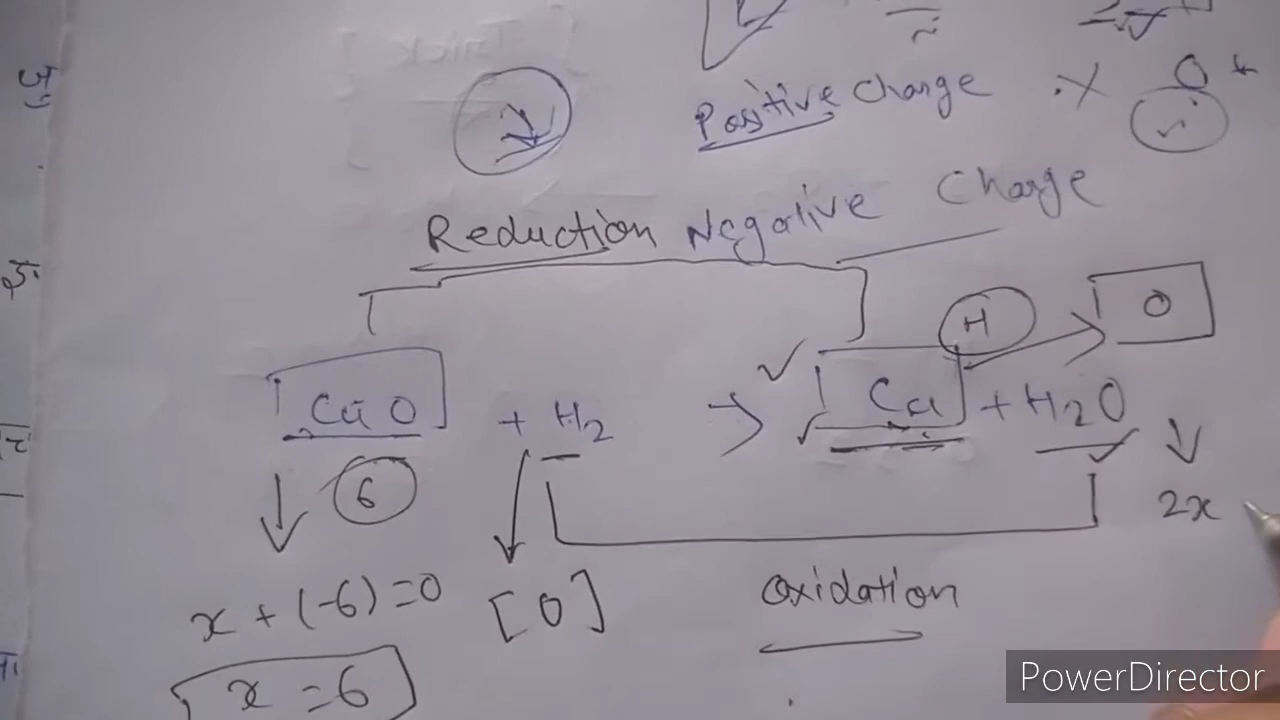 Positive Charge
Reduction Negative Charge
H
O
CuO + H2 → Cu + H2O
6
2x
x + (-6) = 0
[0]
oxidation
x = 6
PowerDirector